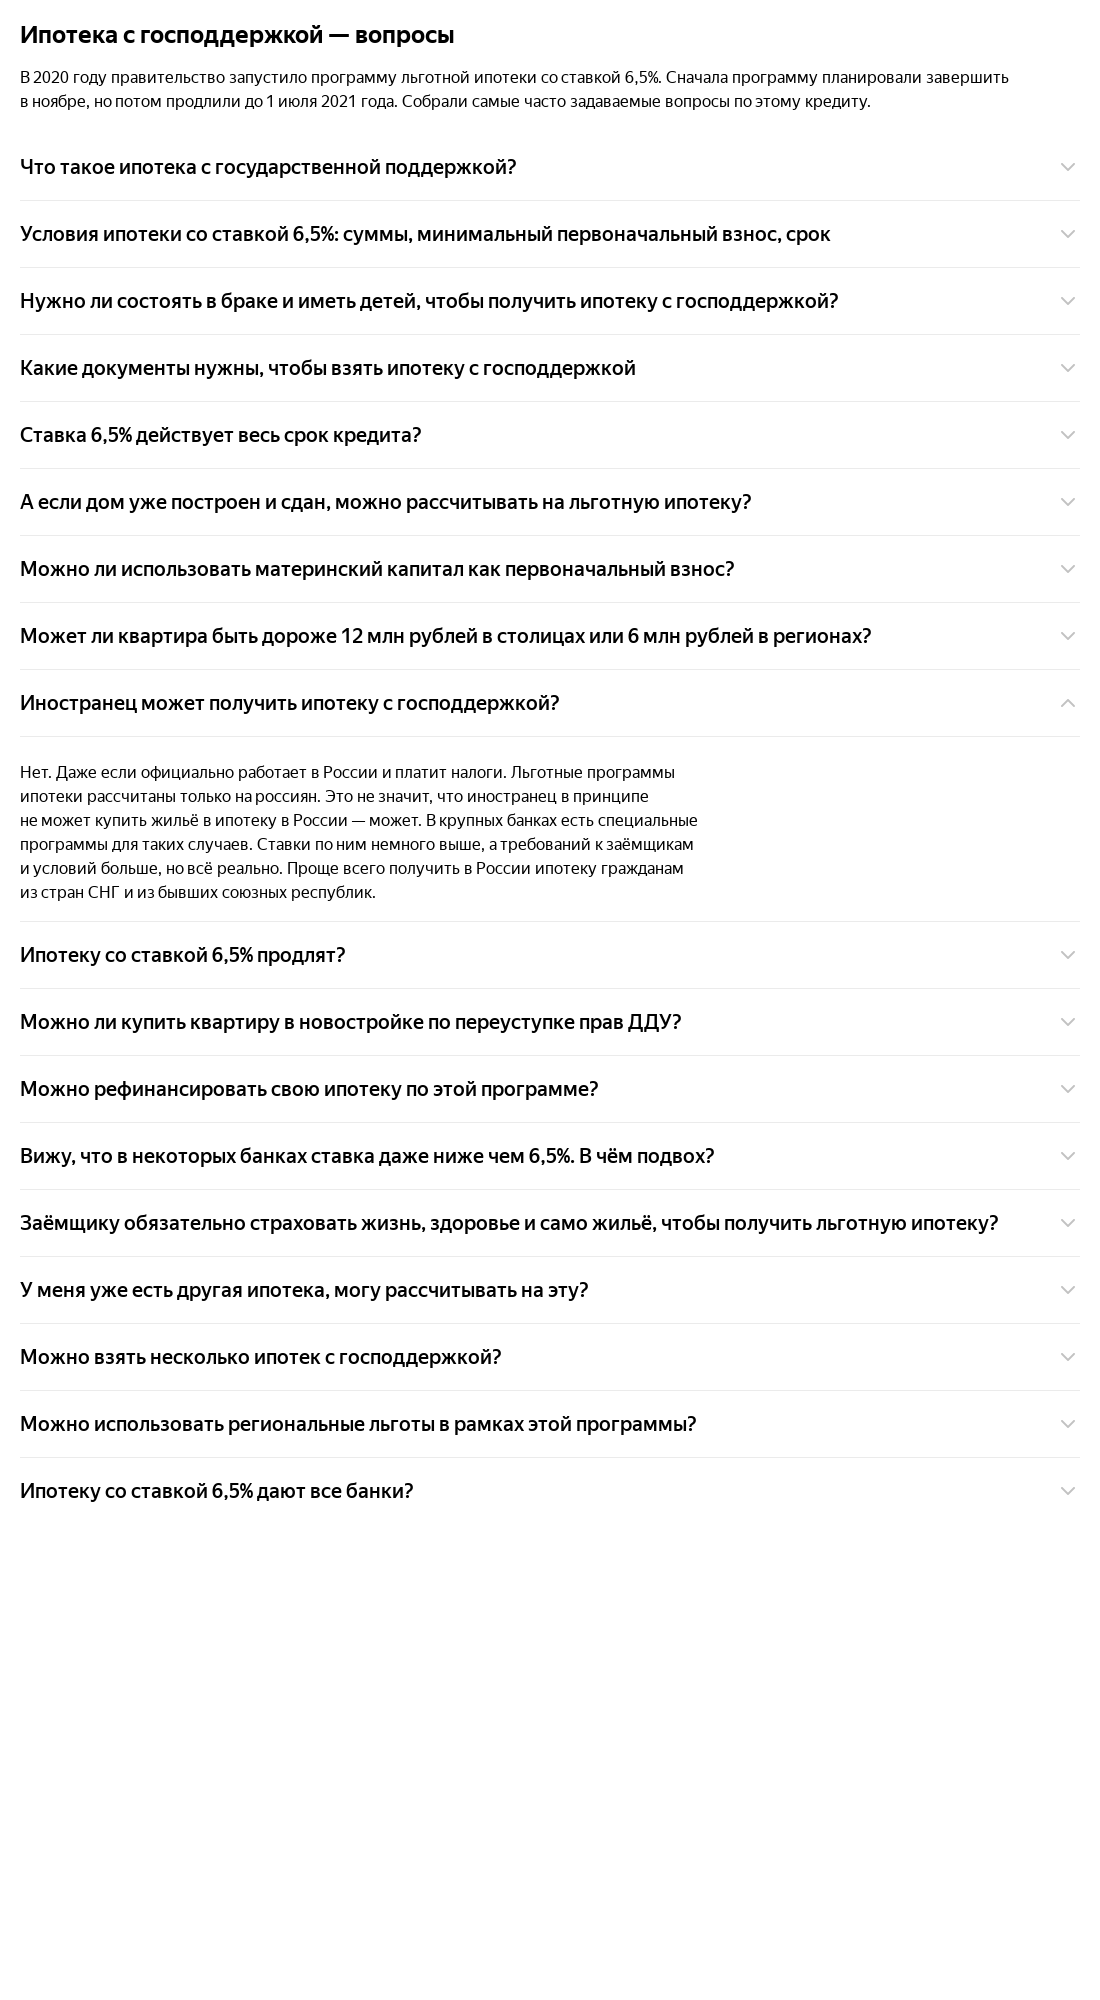 Ипотека с господдержкой — вопросы
В 2020 году правительство запустило программу льготной ипотеки со ставкой 6,5%. Сначала программу планировали завершить
в ноябре, но потом продлили до 1 июля 2021 года. Собрали самые часто задаваемые вопросы по этому кредиту.
Что такое ипотека с государственной поддержкой?
Условия ипотеки со ставкой 6,5%: суммы, минимальный первоначальный взнос, срок
Нужно ли состоять в браке и иметь детей, чтобы получить ипотеку с господдержкой?
Какие документы нужны, чтобы взять ипотеку с господдержкой
Ставка 6,5% действует весь срок кредита?
А если дом уже построен и сдан, можно рассчитывать на льготную ипотеку?
Можно ли использовать материнский капитал как первоначальный взнос?
Может ли квартира быть дороже 12 млн рублей в столицах или 6 млн рублей в регионах?
Иностранец может получить ипотеку с господдержкой?
Нет. Даже если официально работает в России и платит налоги. Льготные программы
ипотеки рассчитаны только на россиян. Это не значит, что иностранец в принципе
не может купить жильё в ипотеку в России — может. В крупных банках есть специальные
программы для таких случаев. Ставки по ним немного выше, а требований к заёмщикам
и условий больше, но всё реально. Проще всего получить в России ипотеку гражданам
из стран СНГ и из бывших союзных республик.
Ипотеку со ставкой 6,5% продлят?
Можно ли купить квартиру в новостройке по переуступке прав ДДУ?
Можно рефинансировать свою ипотеку по этой программе?
Вижу, что в некоторых банках ставка даже ниже чем 6,5%. В чём подвох?
Заёмщику обязательно страховать жизнь, здоровье и само жильё, чтобы получить льготную ипотеку?
У меня уже есть другая ипотека, могу рассчитывать на эту?
Можно взять несколько ипотек с господдержкой?
Можно использовать региональные льготы в рамках этой программы?
Ипотеку со ставкой 6,5% дают все банки?